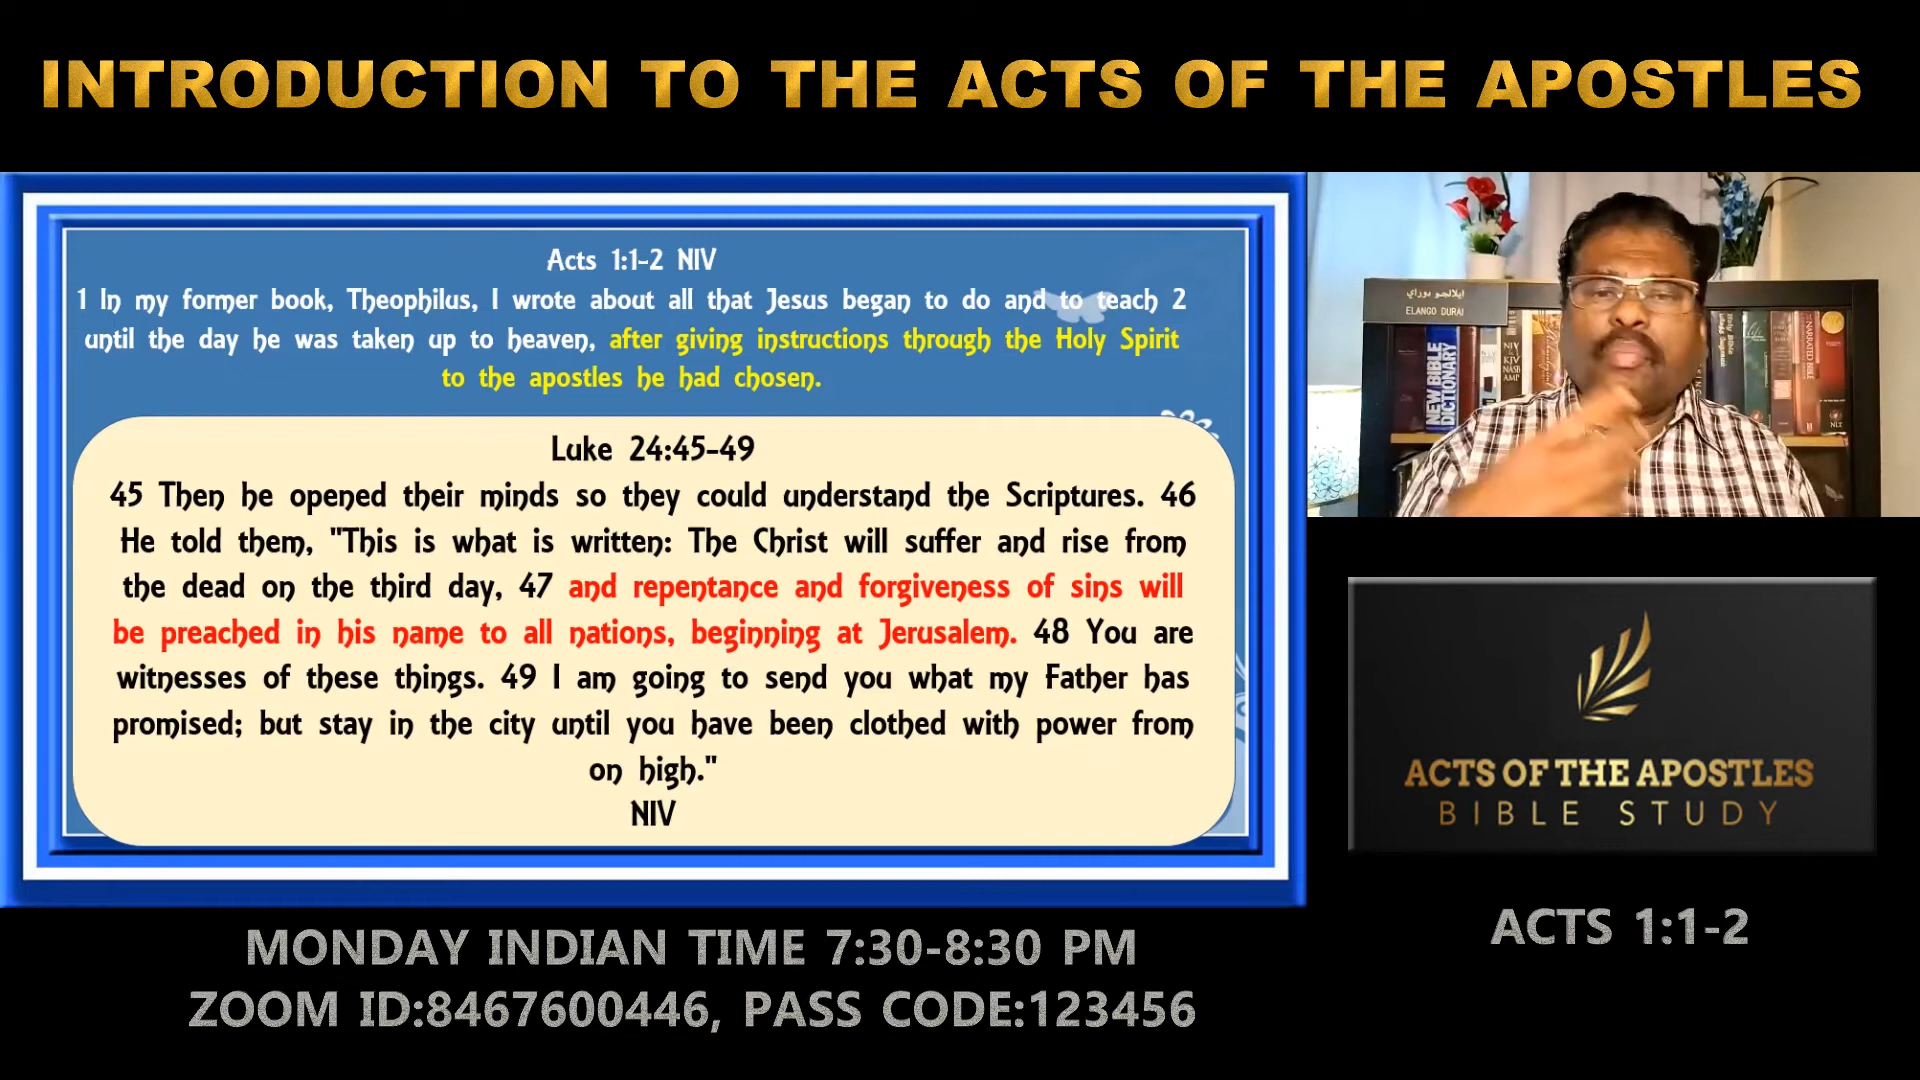 INTRODUCTION TO THE ACTS OF THE APOSTLES
Acts 1:1-2 NIV
1 In my former book, Theophilus, I wrote about all that Jesus began to do and to teach 2
until the day he was taken up to heaven, after giving instructions through the Holy Spirit
to the apostles he had chosen.
Luke 24:45-49
45 Then he opened their minds so they could understand the Scriptures. 46
He told them, "This is what is written: The Christ will suffer and rise from
the dead on the third day, 47 and repentance and forgiveness of sins will
be preached in his name to all nations, beginning at Jerusalem. 48 You are
witnesses of these things. 49 I am going to send you what my Father has
promised; but stay in the city until you have been clothed with power from
on high."
NIV
ايلانجو دوراي
ELANGO DURAI
NEW BIBLE
DICTIONARY
NIV
KJV
NASB
AMP
NARRATED BIBLE
NLT
ACTS OF THE APOSTLES
BIBLE STUDY
ACTS 1:1-2
MONDAY INDIAN TIME 7:30-8:30 PM
ZOOM ID:8467600446, PASS CODE:123456